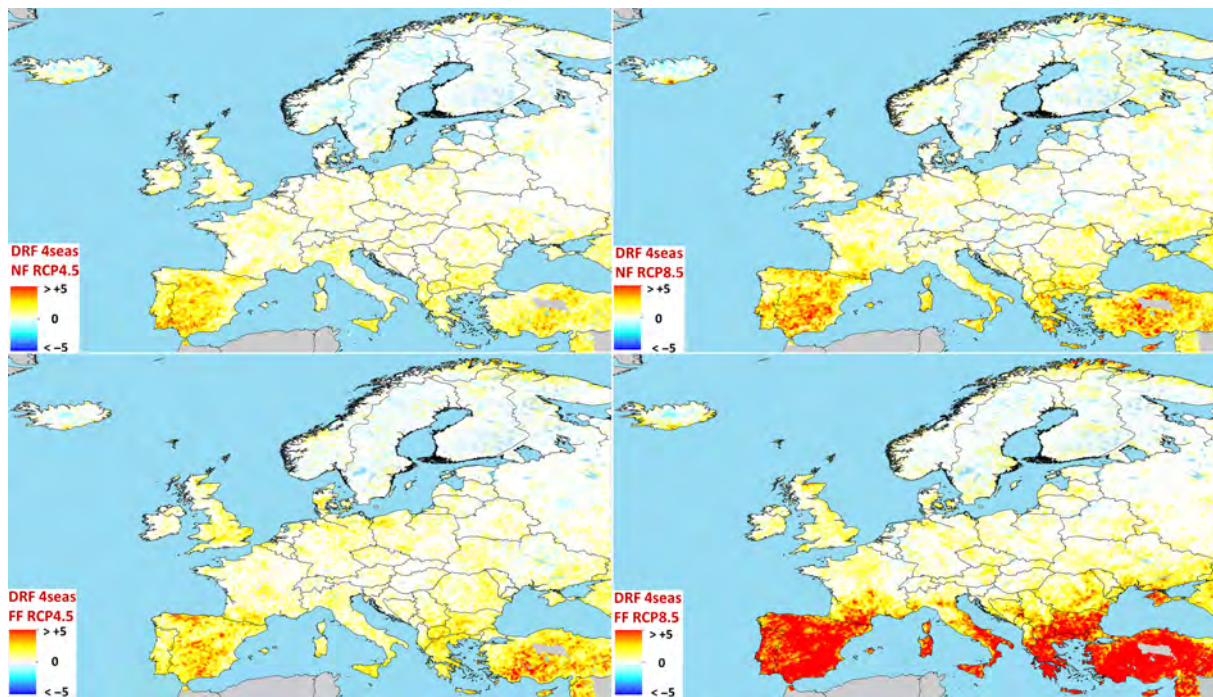 DRF 4seas
NF RCP4.5
> +5
0
< −5
DRF 4seas
NF RCP8.5
> +5
0
< −5
DRF 4seas
FF RCP4.5
> +5
0
< −5
DRF 4seas
FF RCP8.5
> +5
0
< −5